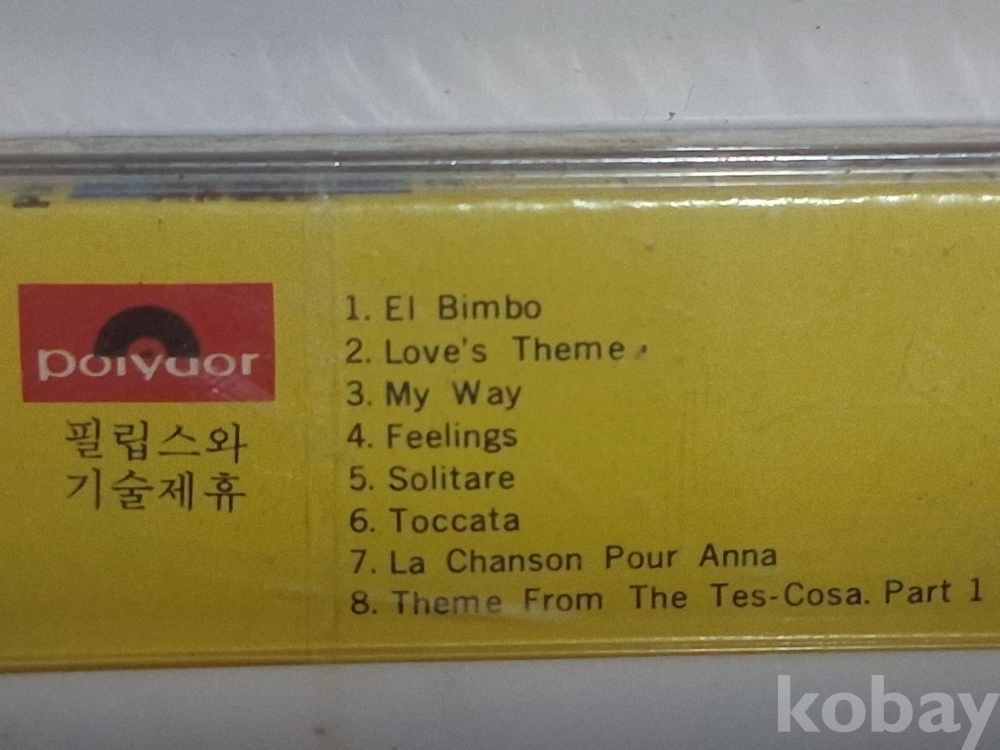 polydor
필립스와
기술제휴
1. El Bimbo
2. Love's Theme
3. My Way
4. Feelings
5. Solitare
6. Toccata
7. La Chanson Pour Anna
8. Theme From The Tes-Cosa. Part 1
kobay